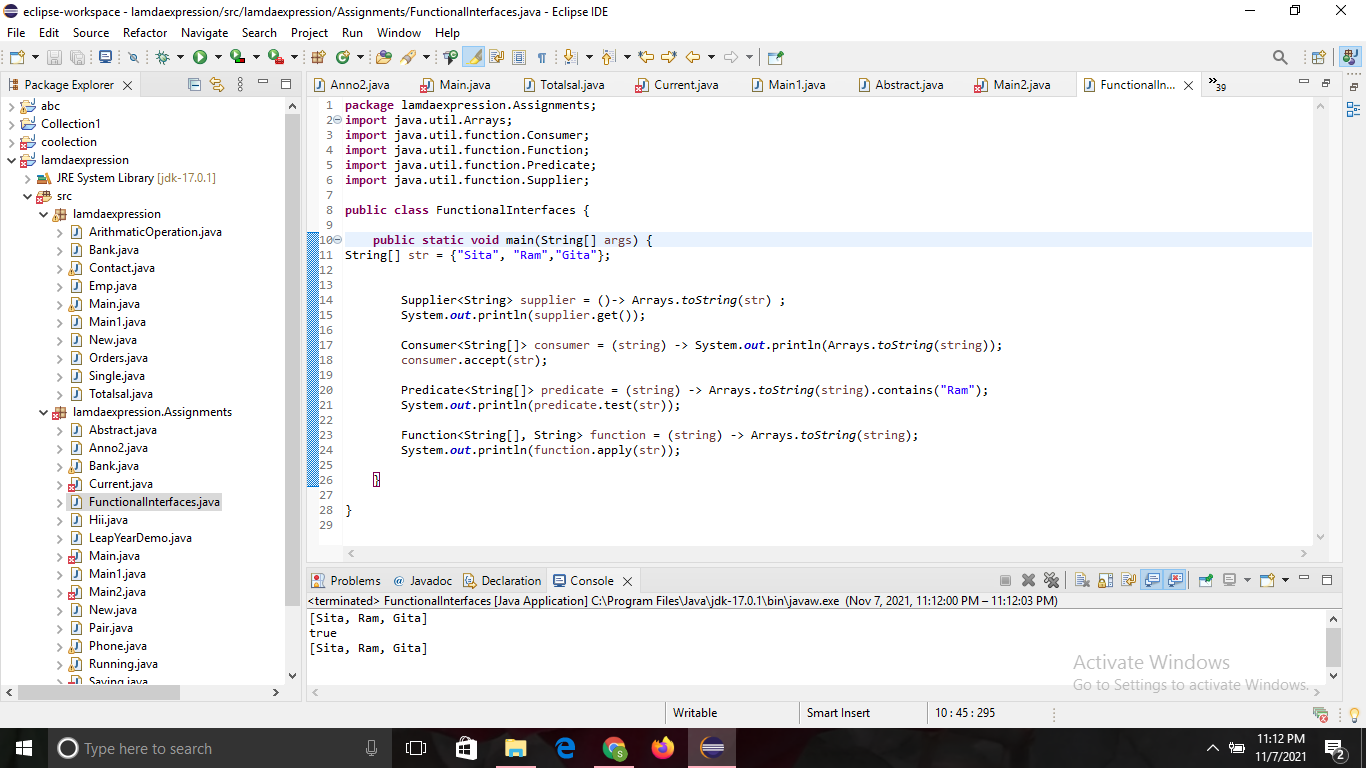 eclipse-workspace - lamdaexpression/src/lamdaexpression/Assignments/FunctionalInterfaces.java - Eclipse IDE
File Edit Source Refactor Navigate Search Project Run Window Help
Package Explorer
Anno2.java Main.java Totalsal.java Current.java Main1.java Abstract.java Main2.java FunctionalIn... »39
abc
Collection1
coolection
lamdaexpression
JRE System Library [jdk-17.0.1]
src
lamdaexpression
ArithmaticOperation.java
Bank.java
Contact.java
Emp.java
Main.java
Main1.java
New.java
Orders.java
Single.java
Totalsal.java
lamdaexpression.Assignments
Abstract.java
Anno2.java
Bank.java
Current.java
FunctionalInterfaces.java
Hii.java
LeapYearDemo.java
Main.java
Main1.java
Main2.java
New.java
Pair.java
Phone.java
Running.java
Saving.java
1 package lamdaexpression.Assignments;
2 import java.util.Arrays;
3 import java.util.function.Consumer;
4 import java.util.function.Function;
5 import java.util.function.Predicate;
6 import java.util.function.Supplier;
7
8 public class FunctionalInterfaces {
9
10 public static void main(String[] args) {
11 String[] str = {"Sita", "Ram","Gita"};
12
13
14 Supplier<String> supplier = ()-> Arrays.toString(str) ;
15 System.out.println(supplier.get());
16
17 Consumer<String[]> consumer = (string) -> System.out.println(Arrays.toString(string));
18 consumer.accept(str);
19
20 Predicate<String[]> predicate = (string) -> Arrays.toString(string).contains("Ram");
21 System.out.println(predicate.test(str));
22
23 Function<String[], String> function = (string) -> Arrays.toString(string);
24 System.out.println(function.apply(str));
25
26 }
27
28 }
29
Problems @ Javadoc Declaration Console
<terminated> FunctionalInterfaces [Java Application] C:\Program Files\Java\jdk-17.0.1\bin\javaw.exe (Nov 7, 2021, 11:12:00 PM – 11:12:03 PM)
[Sita, Ram, Gita]
true
[Sita, Ram, Gita]
Activate Windows
Go to Settings to activate Windows.
Writable Smart Insert 10 : 45 : 295
Type here to search
11:12 PM
11/7/2021
2